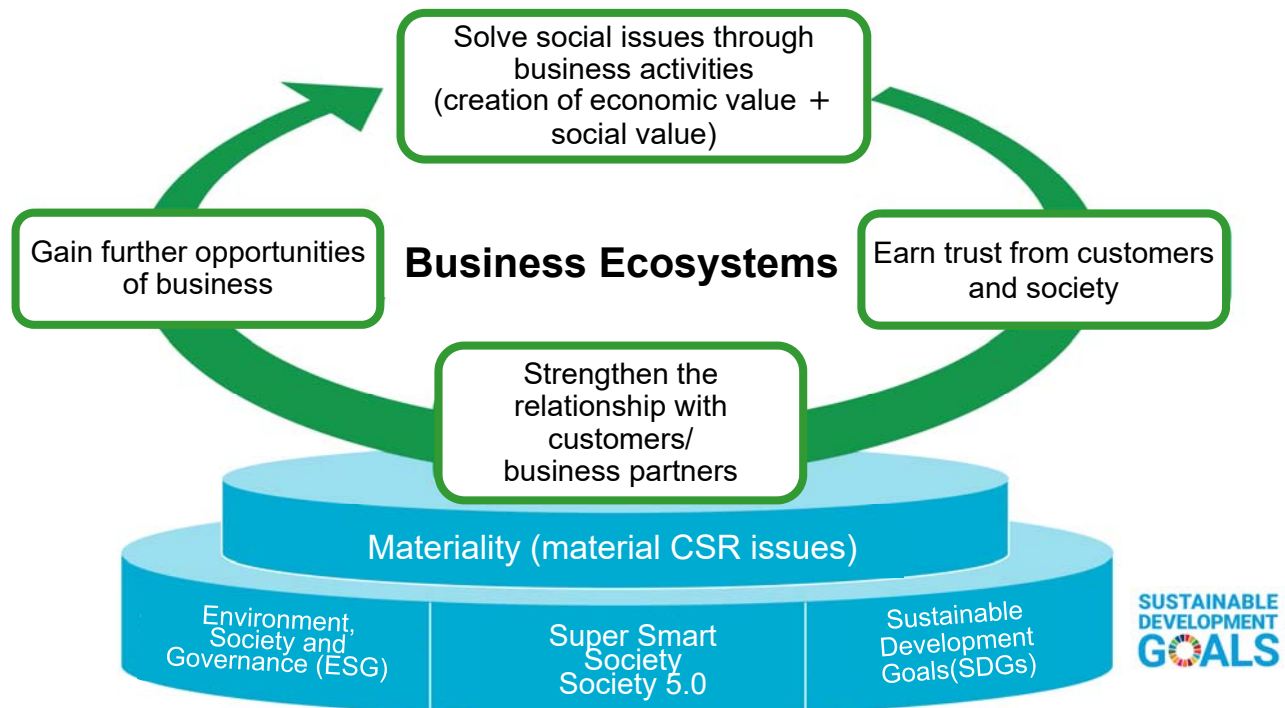 Solve social issues through
business activities
(creation of economic value +
social value)
Gain further opportunities
of business
Business Ecosystems
Earn trust from customers
and society
Strengthen the
relationship with
customers/
business partners
Materiality (material CSR issues)
Environment,
Society and
Governance (ESG)
Super Smart
Society
Society 5.0
Sustainable
Development
Goals(SDGs)
SUSTAINABLE
DEVELOPMENT
GOALS